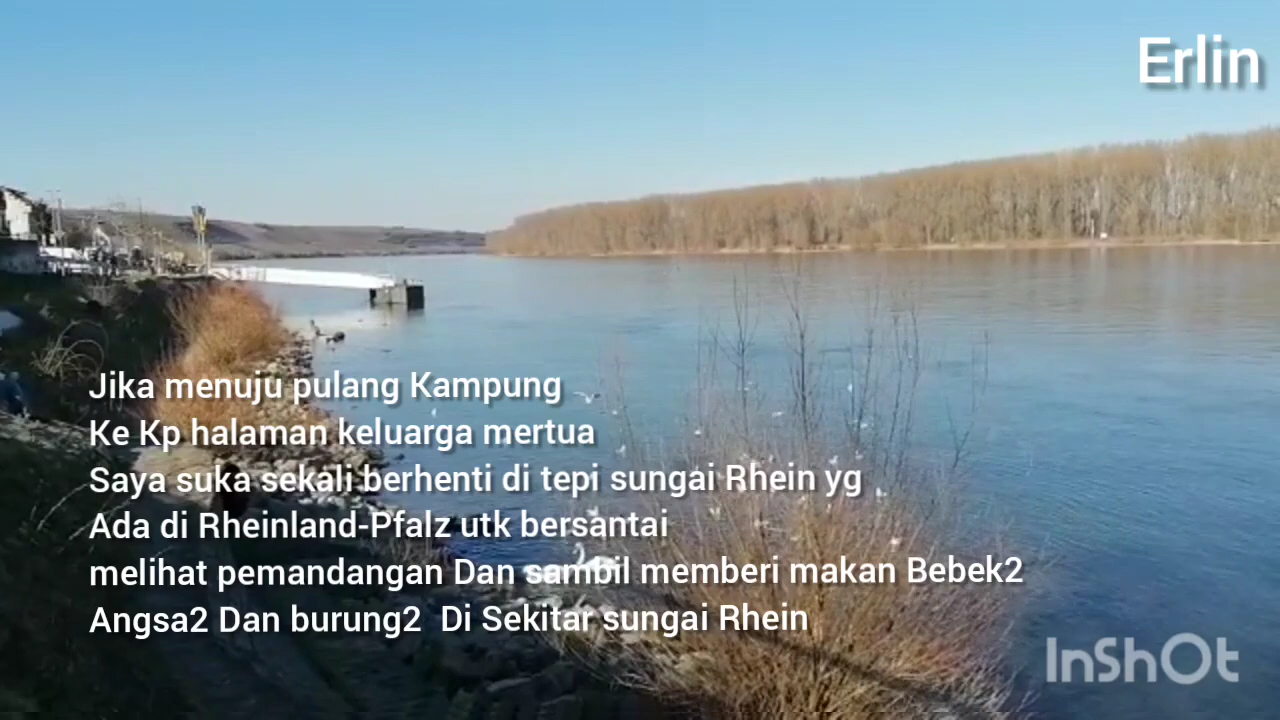 Erlin
Jika menuju pulang Kampung
Ke Kp halaman keluarga mertua
Saya suka sekali berhenti di tepi sungai Rhein yg
Ada di Rheinland-Pfalz utk bersantai
melihat pemandangan Dan sambil memberi makan Bebek2
Angsa2 Dan burung2 Di Sekitar sungai Rhein
InShOt